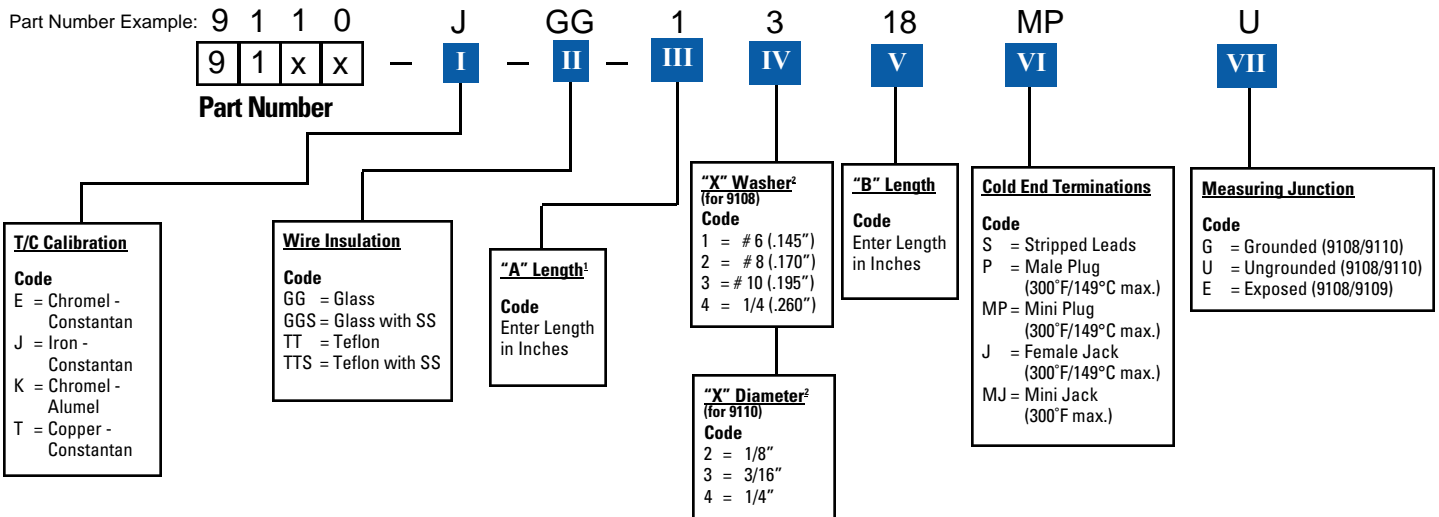 Part Number Example: 9 1 1 0 J GG 1 3 18 MP U
9 1 x x – I – II – III IV V VI VII
Part Number
T/C Calibration
Code
E = Chromel -
Constantan
J = Iron -
Constantan
K = Chromel -
Alumel
T = Copper -
Constantan
Wire Insulation
Code
GG = Glass
GGS = Glass with SS
TT = Teflon
TTS = Teflon with SS
"A" Length¹
Code
Enter Length
in Inches
"X" Washer²
(for 9108)
Code
1 = # 6 (.145")
2 = # 8 (.170")
3 = # 10 (.195")
4 = 1/4 (.260")
"X" Diameter²
(for 9110)
Code
2 = 1/8"
3 = 3/16"
4 = 1/4"
"B" Length
Code
Enter Length
in Inches
Cold End Terminations
Code
S = Stripped Leads
P = Male Plug
(300˚F/149°C max.)
MP = Mini Plug
(300˚F/149°C max.)
J = Female Jack
(300˚F/149°C max.)
MJ = Mini Jack
(300˚F max.)
Measuring Junction
Code
G = Grounded (9108/9110)
U = Ungrounded (9108/9110)
E = Exposed (9108/9109)